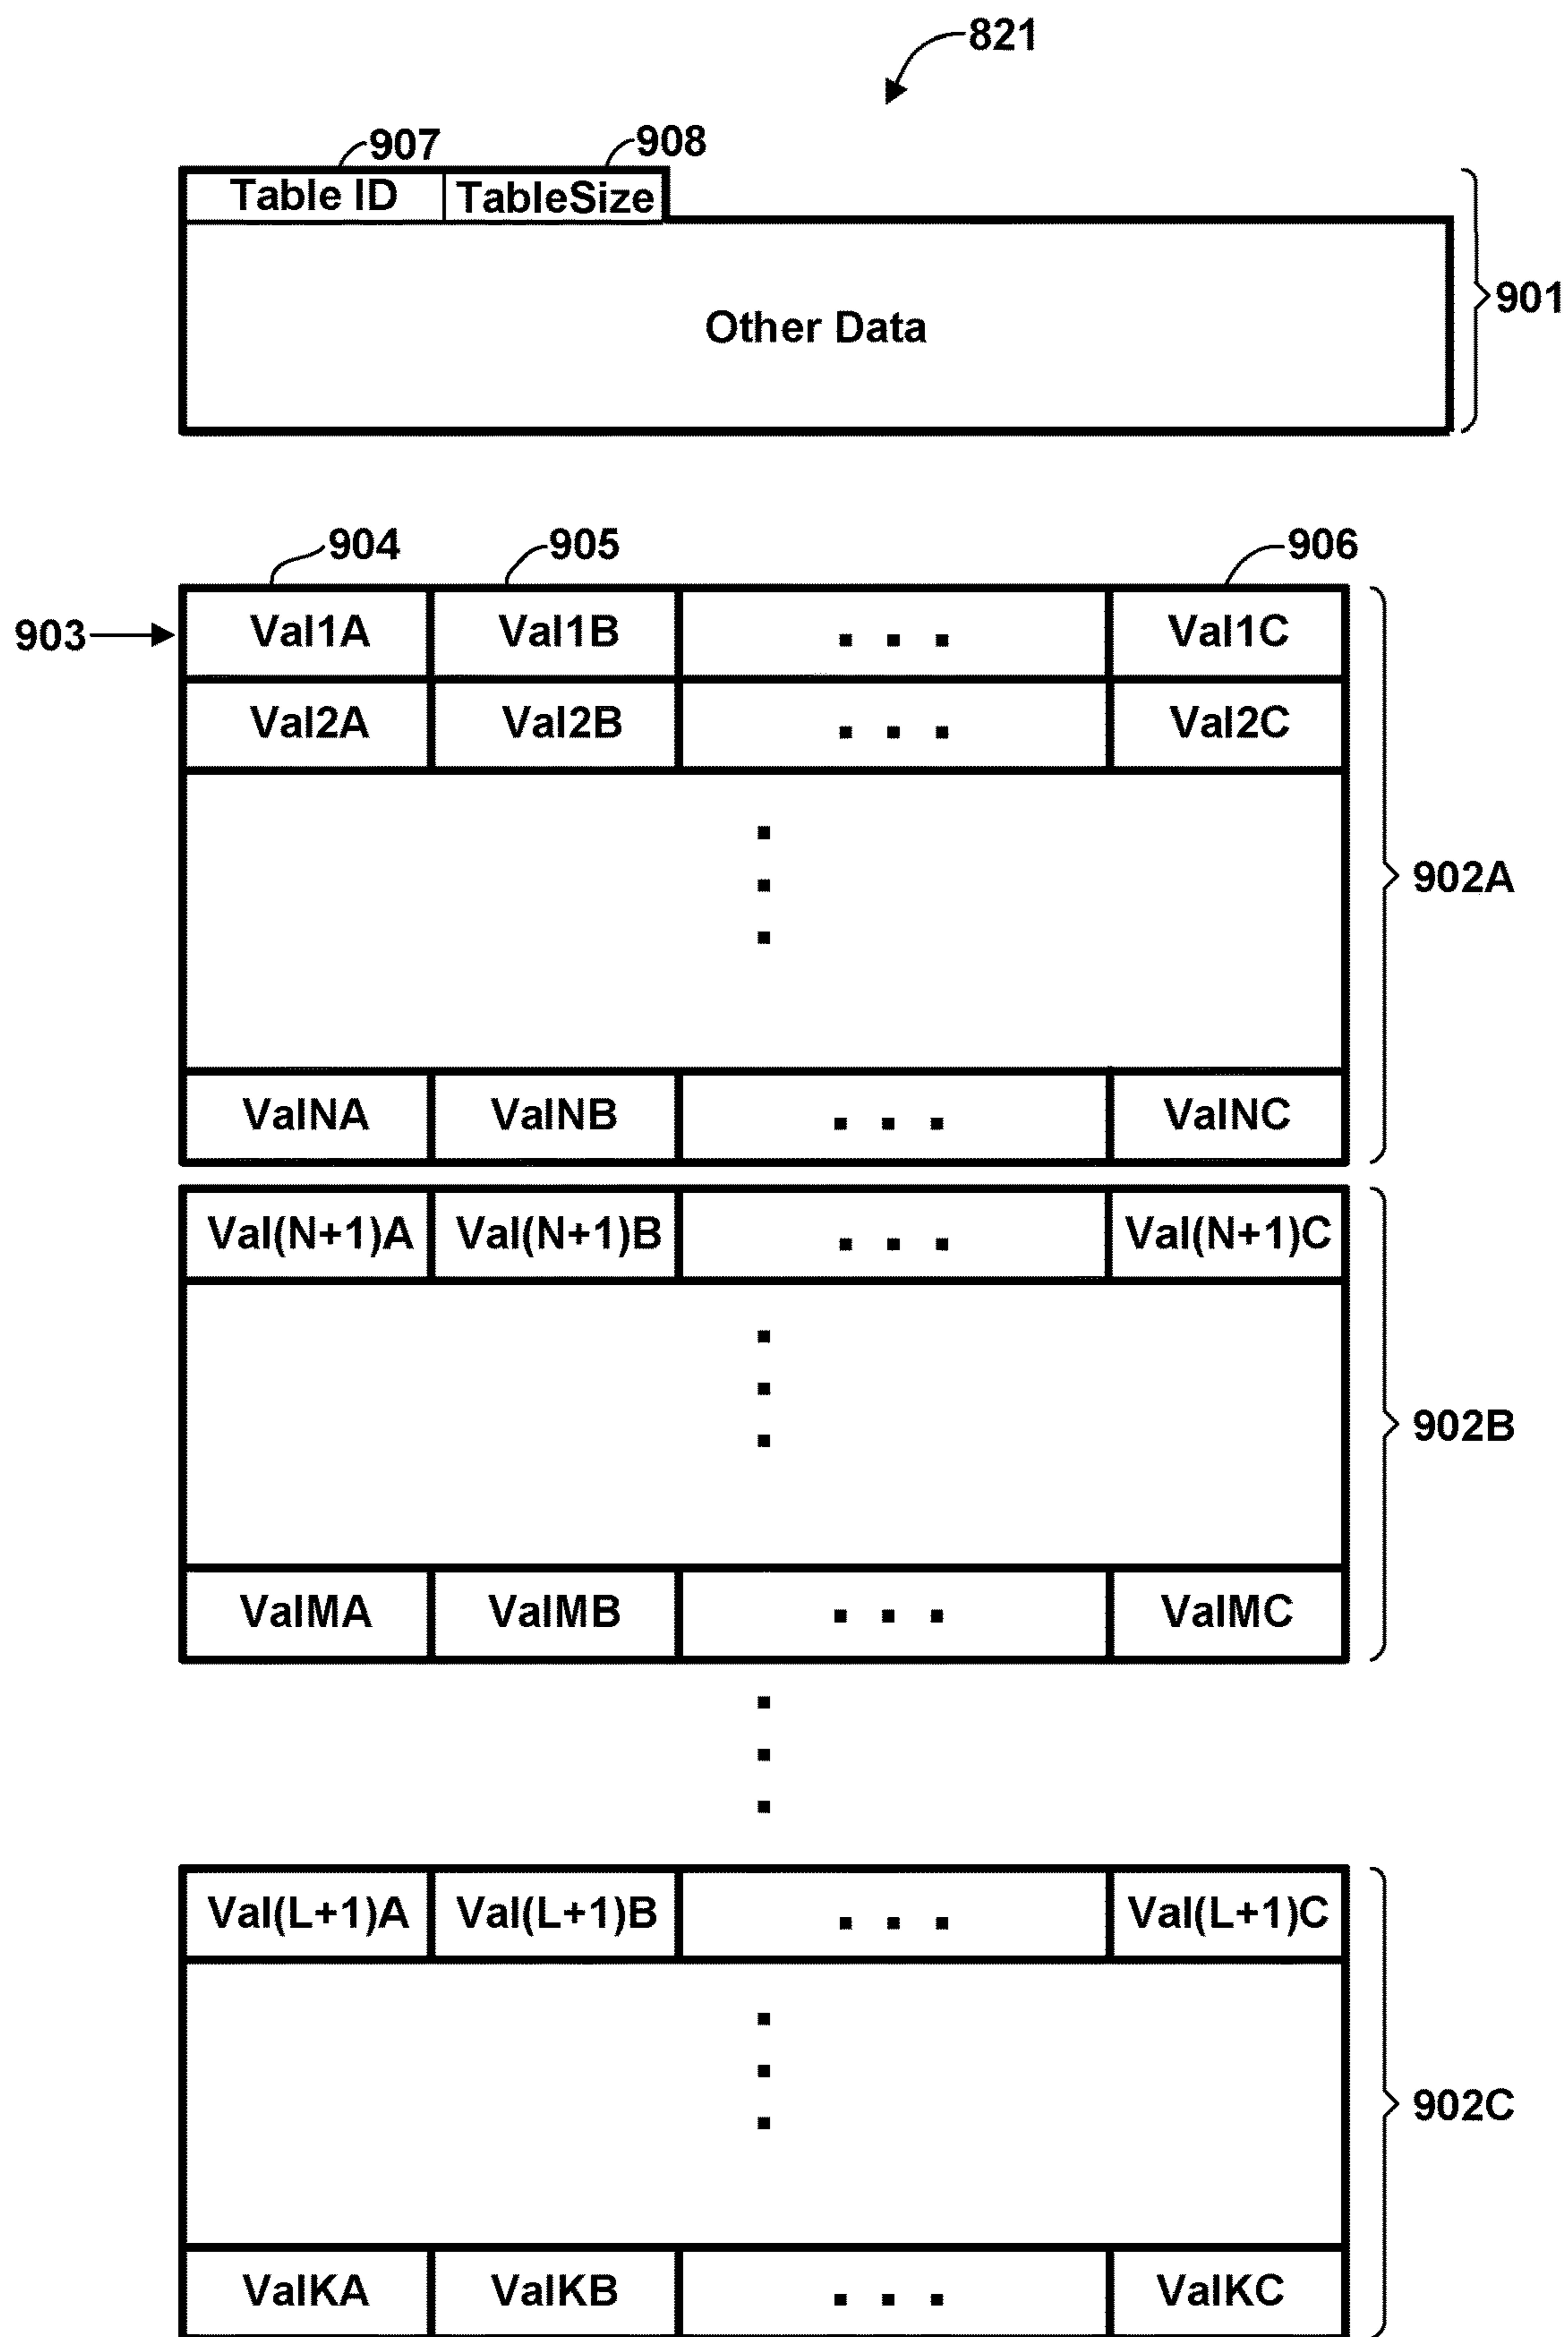 821
907 908
Table ID TableSize
Other Data
901
904 905 906
903 Val1A Val1B . . . Val1C
Val2A Val2B . . . Val2C
902A
ValNA ValNB . . . ValNC
Val(N+1)A Val(N+1)B . . . Val(N+1)C
902B
ValMA ValMB . . . ValMC
Val(L+1)A Val(L+1)B . . . Val(L+1)C
902C
ValKA ValKB . . . ValKC